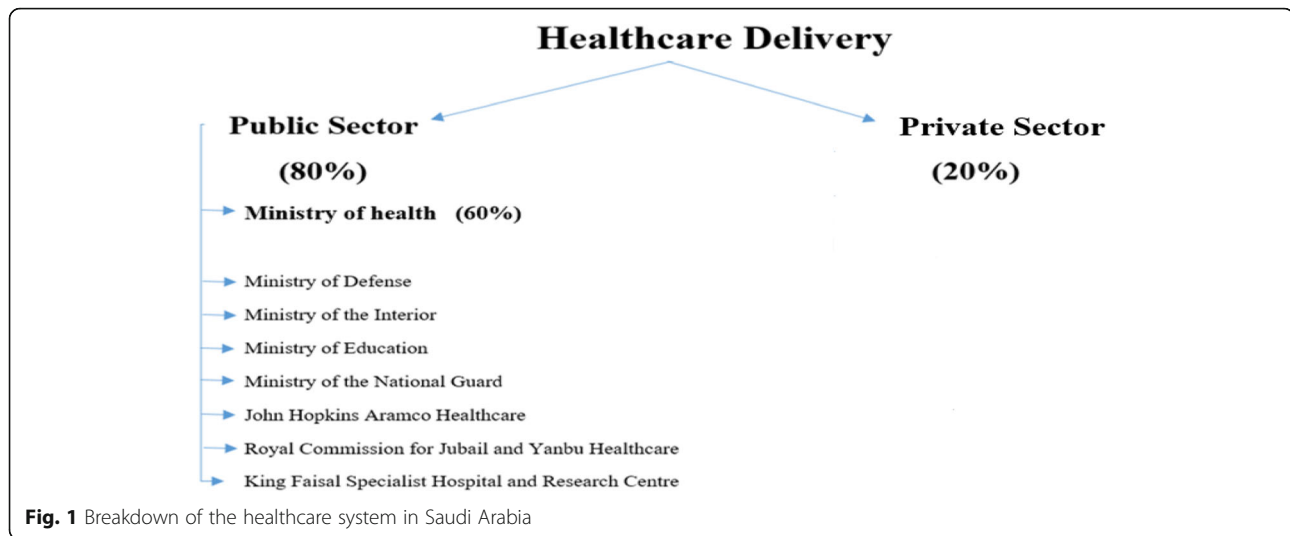 Healthcare Delivery
Public Sector
(80%)
Private Sector
(20%)
Ministry of health (60%)
Ministry of Defense
Ministry of the Interior
Ministry of Education
Ministry of the National Guard
John Hopkins Aramco Healthcare
Royal Commission for Jubail and Yanbu Healthcare
King Faisal Specialist Hospital and Research Centre
Fig. 1 Breakdown of the healthcare system in Saudi Arabia